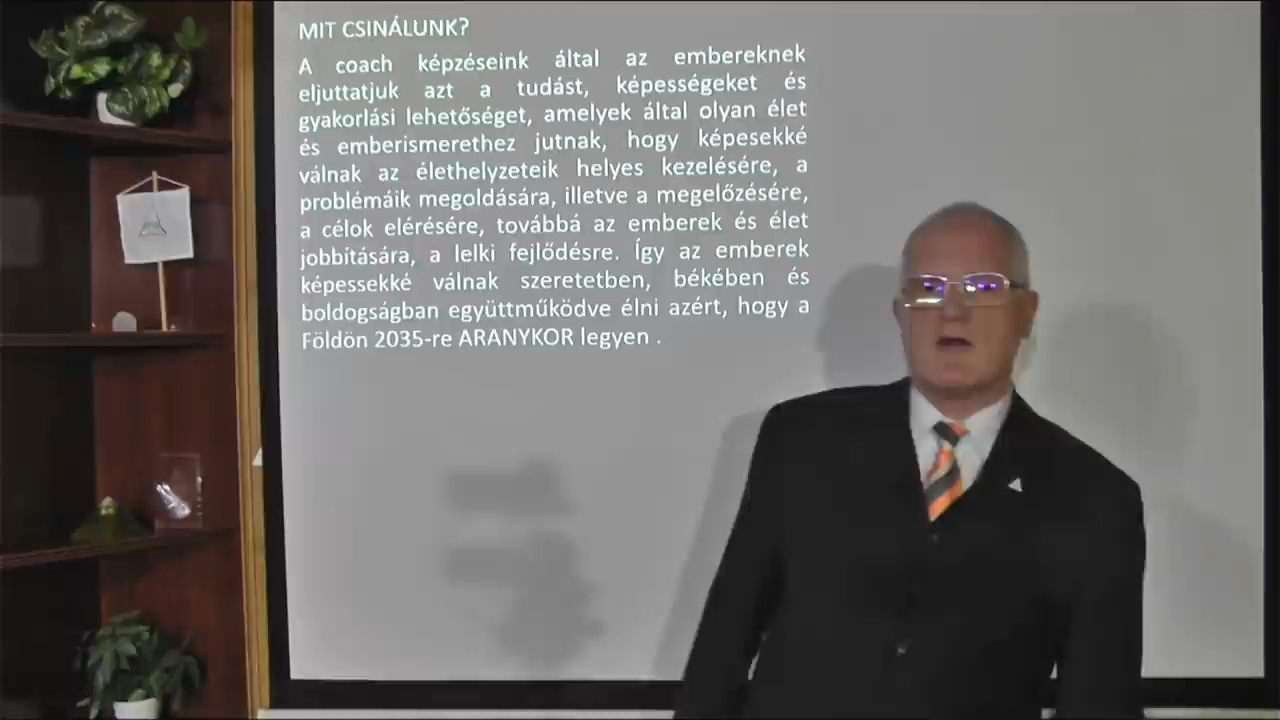 MIT CSINÁLUNK?
A coach képzéseink által az embereknek
eljuttatjuk azt a tudást, képességeket és
gyakorlási lehetőséget, amelyek által olyan élet
és emberismerethez jutnak, hogy képesekké
válnak az élethelyzeteik helyes kezelésére, a
problémáik megoldására, illetve a megelőzésére,
a célok elérésére, továbbá az emberek és élet
jobbítására, a lelki fejlődésre. Így az emberek
képessekké válnak szeretetben, békében és
boldogságban együttműködve élni azért, hogy a
Földön 2035-re ARANYKOR legyen .